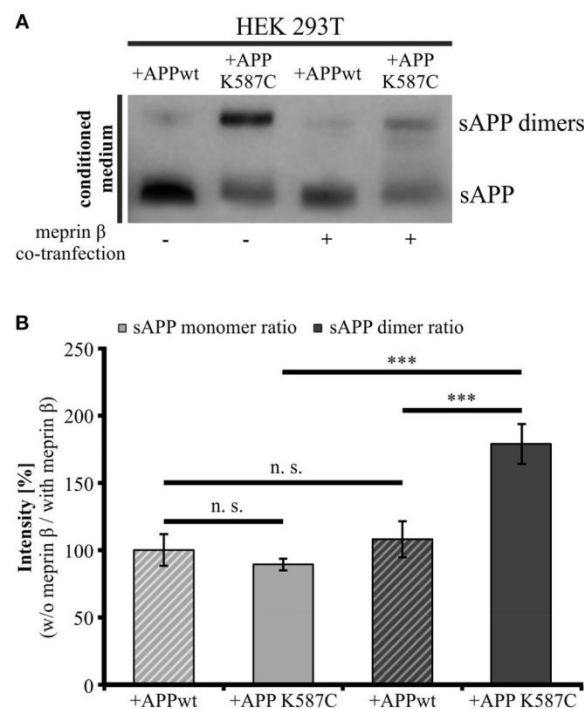 A
HEK 293T
+APPwt
+APP
K587C
+APPwt
+APP
K587C
conditioned
medium
sAPP dimers
sAPP
meprin β
co-tranfection
- - + +
B
sAPP monomer ratio
sAPP dimer ratio
Intensity [%]
(w/o meprin β / with meprin β)
250
200
150
100
50
0
***
***
n. s.
n. s.
+APPwt
+APP K587C
+APPwt
+APP K587C